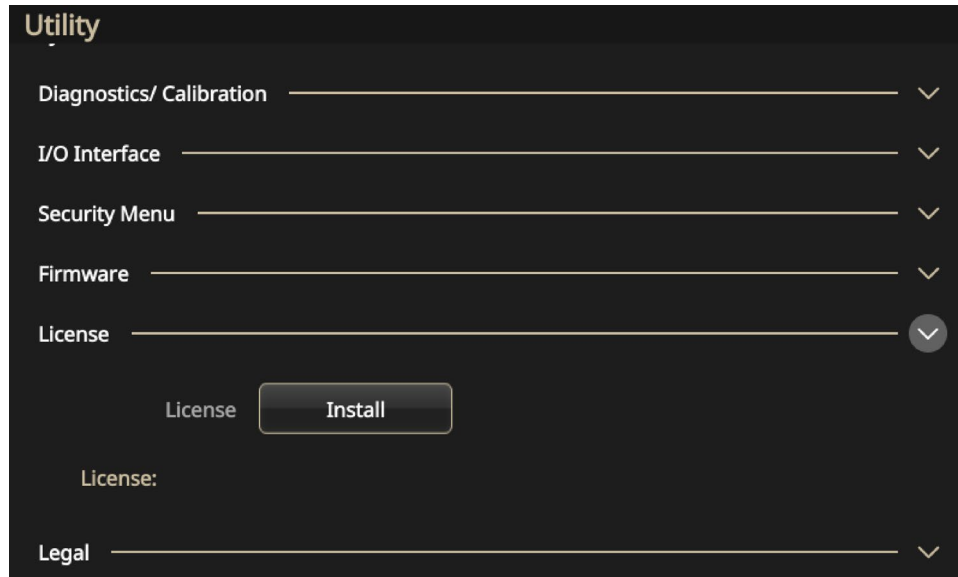 Utility
Diagnostics/ Calibration
I/O Interface
Security Menu
Firmware
License
License Install
License:
Legal